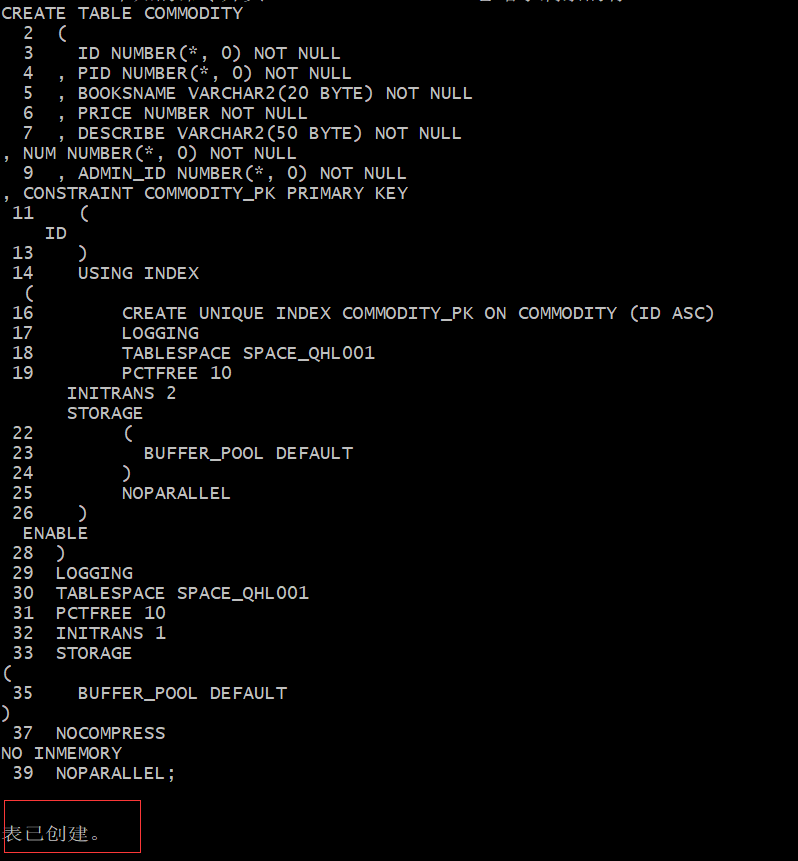 CREATE TABLE COMMODITY
2 (
3 ID NUMBER(*, 0) NOT NULL
4 , PID NUMBER(*, 0) NOT NULL
5 , BOOKSNAME VARCHAR2(20 BYTE) NOT NULL
6 , PRICE NUMBER NOT NULL
7 , DESCRIBE VARCHAR2(50 BYTE) NOT NULL
, NUM NUMBER(*, 0) NOT NULL
9 , ADMIN_ID NUMBER(*, 0) NOT NULL
, CONSTRAINT COMMODITY_PK PRIMARY KEY
11 (
ID
13 )
14 USING INDEX
(
16 CREATE UNIQUE INDEX COMMODITY_PK ON COMMODITY (ID ASC)
17 LOGGING
18 TABLESPACE SPACE_QHL001
19 PCTFREE 10
INITRANS 2
STORAGE
22 (
23 BUFFER_POOL DEFAULT
24 )
25 NOPARALLEL
26 )
ENABLE
28 )
29 LOGGING
30 TABLESPACE SPACE_QHL001
31 PCTFREE 10
32 INITRANS 1
33 STORAGE
(
35 BUFFER_POOL DEFAULT
)
37 NOCOMPRESS
NO INMEMORY
39 NOPARALLEL;
表已创建。